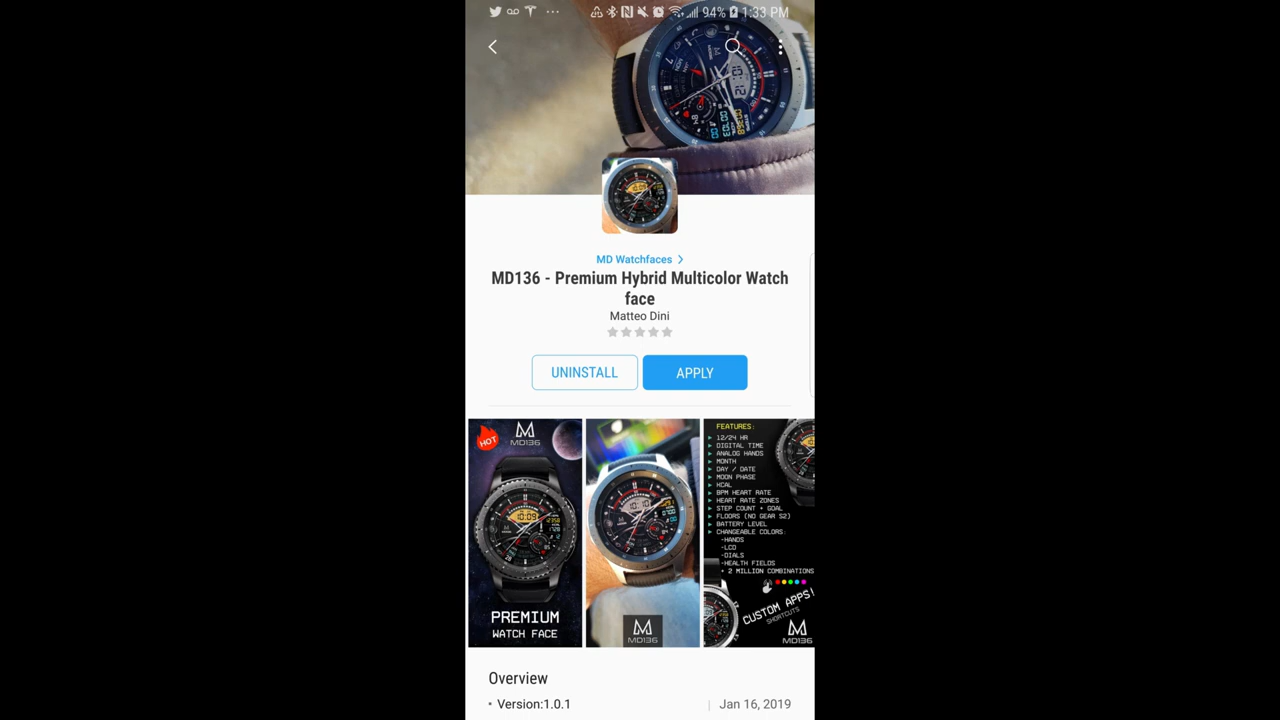 94% 1:33 PM
MD Watchfaces
MD136 - Premium Hybrid Multicolor Watch
face
Matteo Dini
UNINSTALL
APPLY
HOT
MD136
10:09
PREMIUM
WATCH FACE
MD136
FEATURES:
12/24 HR
DIGITAL TIME
ANALOG HANDS
MONTH
DAY / DATE
MOON PHASE
KCAL
BPM HEART RATE
HEART RATE ZONES
STEP COUNT + GOAL
FLOORS (NO GEAR S2)
BATTERY LEVEL
CHANGEABLE COLORS:
-HANDS
-LCD
-DIALS
-HEALTH FIELDS
+ 2 MILLION COMBINATIONS
CUSTOM APPS!
SHORTCUTS
MD136
Overview
• Version:1.0.1
Jan 16, 2019